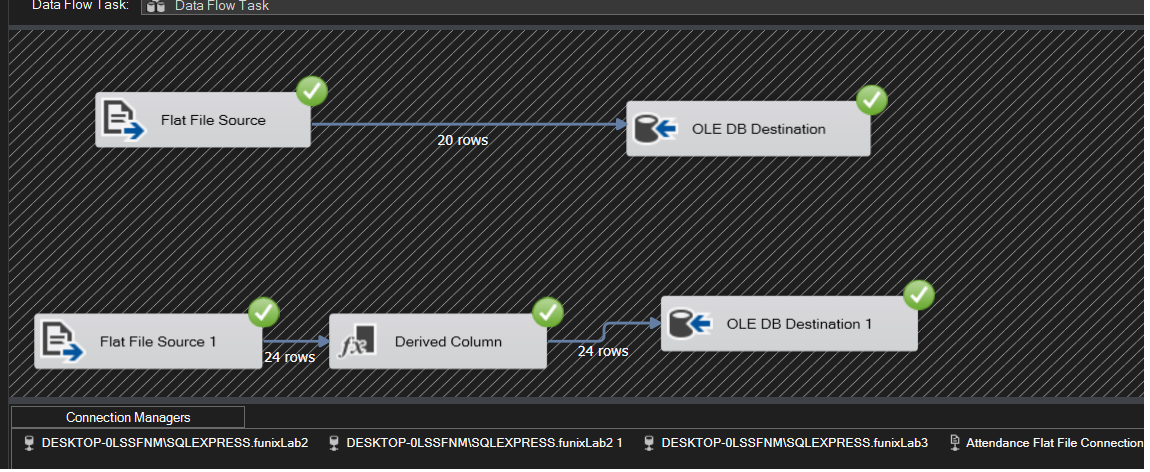 Data Flow Task: Data Flow Task
Flat File Source
OLE DB Destination
20 rows
Flat File Source 1
Derived Column
OLE DB Destination 1
24 rows
24 rows
Connection Managers
DESKTOP-0LSSFNM\SQLEXPRESS.funixLab2 DESKTOP-0LSSFNM\SQLEXPRESS.funixLab2 1 DESKTOP-0LSSFNM\SQLEXPRESS.funixLab3 Attendance Flat File Connection